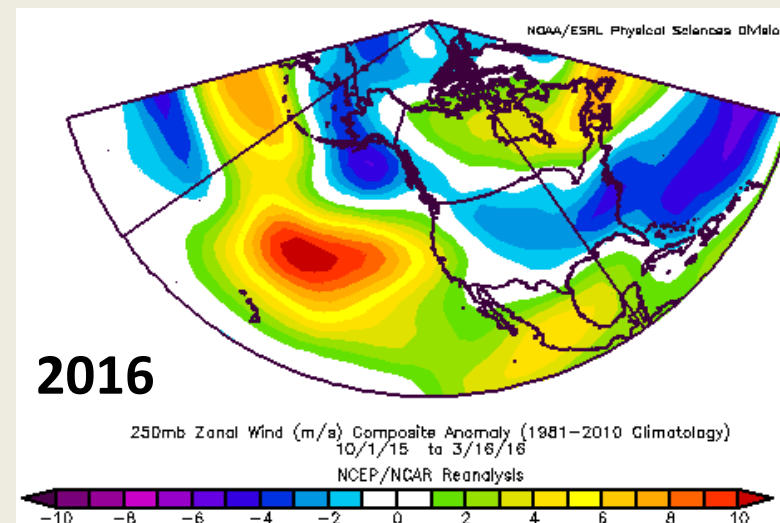 NOAA/ESRL Physical Sciences Divisio
2016
250mb Zonal Wind (m/s) Composite Anomaly (1981-2010 Climatology)
10/1/15 to 3/16/16
NCEP/NCAR Reanalysis
-10 -8 -6 -4 -2 0 2 4 6 8 10